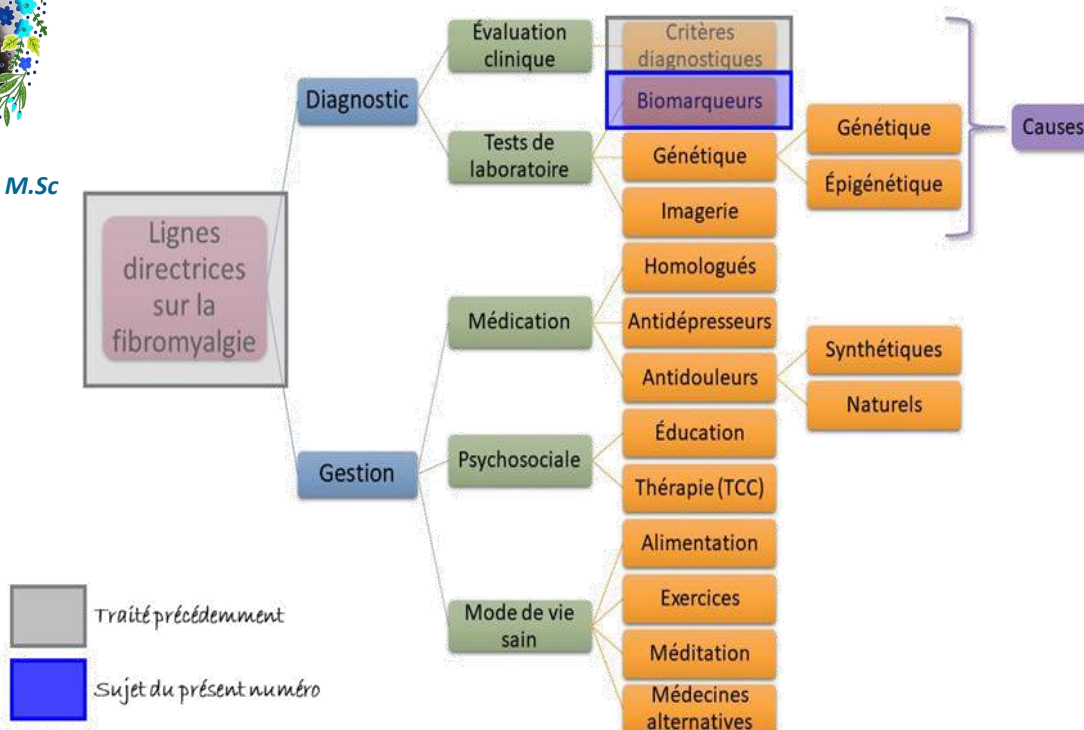 M.Sc
Lignes
directrices
sur la
fibromyalgie
Diagnostic
Évaluation
clinique
Critères
diagnostiques
Tests de
laboratoire
Biomarqueurs
Génétique
Génétique
Épigénétique
Imagerie
Causes
Gestion
Médication
Homologués
Antidépresseurs
Antidouleurs
Synthétiques
Naturels
Psychosociale
Éducation
Thérapie (TCC)
Mode de vie
sain
Alimentation
Exercices
Méditation
Médecines
alternatives
Traité précédemment
Sujet du présent numéro